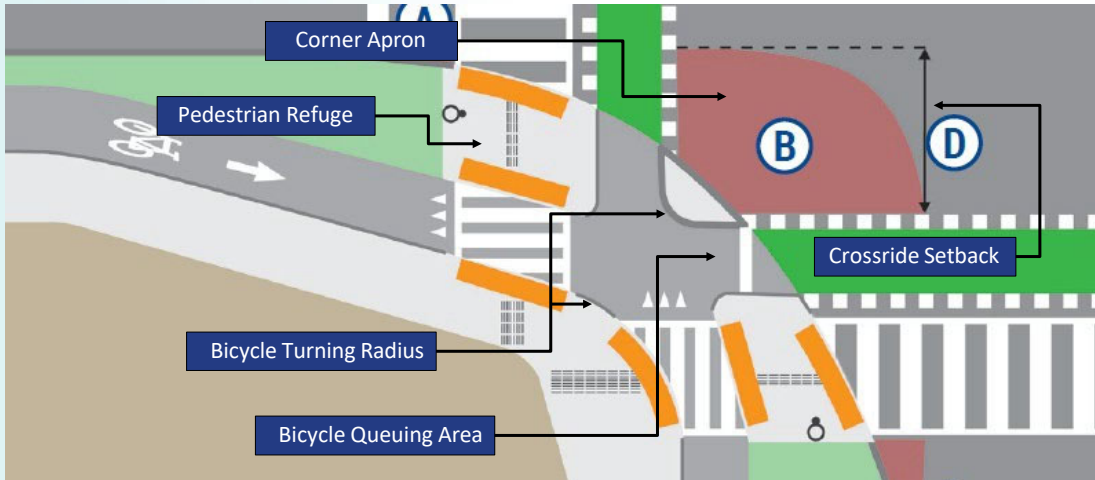 A
Corner Apron
Pedestrian Refuge
B
D
Crossride Setback
Bicycle Turning Radius
Bicycle Queuing Area